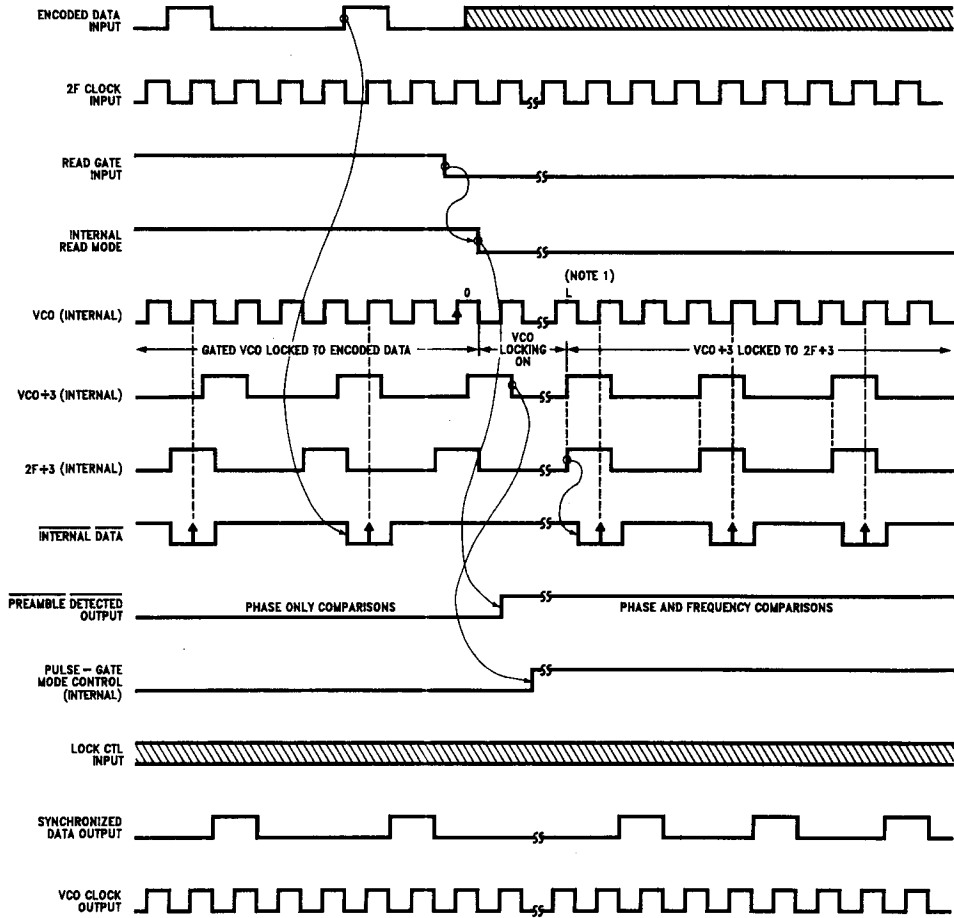 ENCODED DATA
INPUT
2F CLOCK
INPUT
READ GATE
INPUT
INTERNAL
READ MODE
(NOTE 1)
0
L
VCO (INTERNAL)
GATED VCO LOCKED TO ENCODED DATA
VCO
LOCKING
ON
VCO ÷3 LOCKED TO 2F÷3
VCO÷3 (INTERNAL)
2F÷3 (INTERNAL)
INTERNAL DATA
PREAMBLE DETECTED
OUTPUT
PHASE ONLY COMPARISONS
PHASE AND FREQUENCY COMPARISONS
PULSE – GATE
MODE CONTROL
(INTERNAL)
LOCK CTL
INPUT
SYNCHRONIZED
DATA OUTPUT
VCO CLOCK
OUTPUT